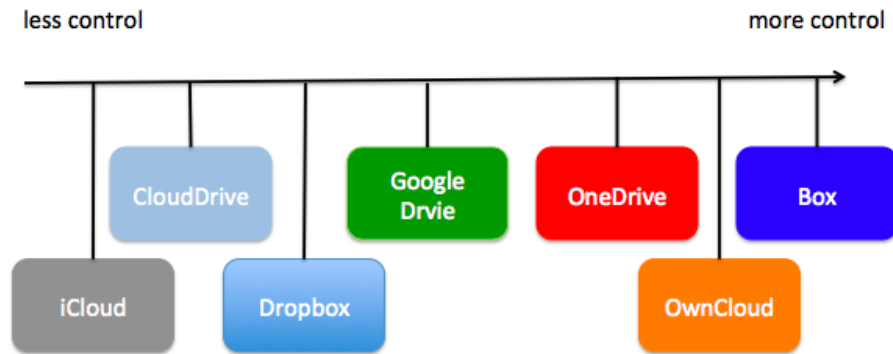 less control
more control
CloudDrive
Google
Drvie
OneDrive
Box
iCloud
Dropbox
OwnCloud